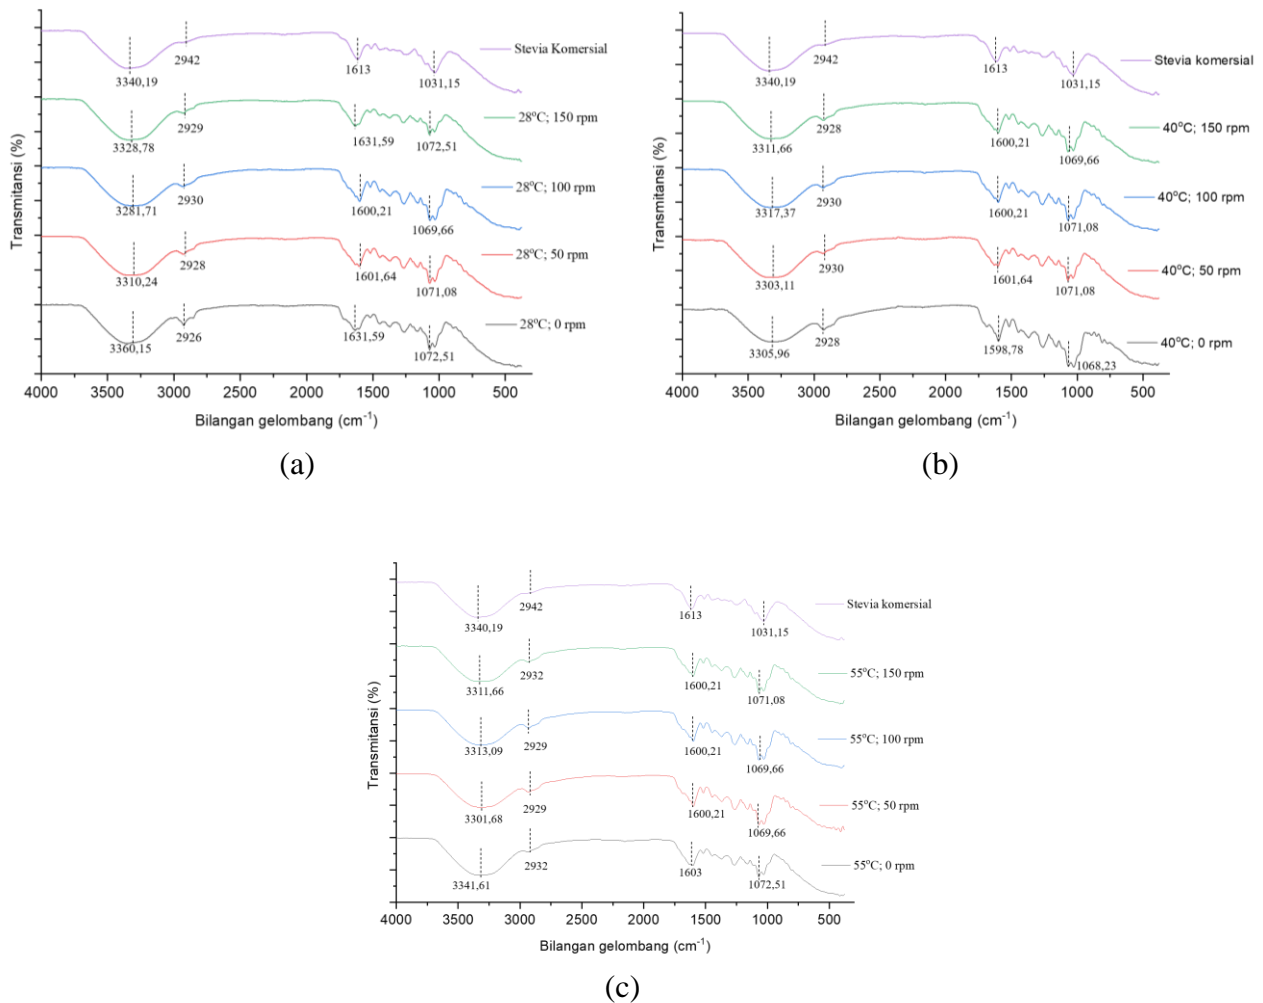 Transmitansi (%)
Stevia Komersial
3340,19
2942
1613
1031,15
28°C; 150 rpm
3328,78
2929
1631,59
1072,51
28°C; 100 rpm
3281,71
2930
1600,21
1069,66
28°C; 50 rpm
3310,24
2928
1601,64
1071,08
28°C; 0 rpm
3360,15
2926
1631,59
1072,51
4000 3500 3000 2500 2000 1500 1000 500
Bilangan gelombang (cm⁻¹)
(a)
Transmitansi (%)
Stevia komersial
3340,19
2942
1613
1031,15
40°C; 150 rpm
3311,66
2928
1600,21
1069,66
40°C; 100 rpm
3317,37
2930
1600,21
1071,08
40°C; 50 rpm
3303,11
2930
1601,64
1071,08
40°C; 0 rpm
3305,96
2928
1598,78
1068,23
4000 3500 3000 2500 2000 1500 1000 500
Bilangan gelombang (cm⁻¹)
(b)
Transmitansi (%)
Stevia komersial
3340,19
2942
1613
1031,15
55°C; 150 rpm
3311,66
2932
1600,21
1071,08
55°C; 100 rpm
3313,09
2929
1600,21
1069,66
55°C; 50 rpm
3301,68
2929
1600,21
1069,66
55°C; 0 rpm
3341,61
2932
1603
1072,51
4000 3500 3000 2500 2000 1500 1000 500
Bilangan gelombang (cm⁻¹)
(c)